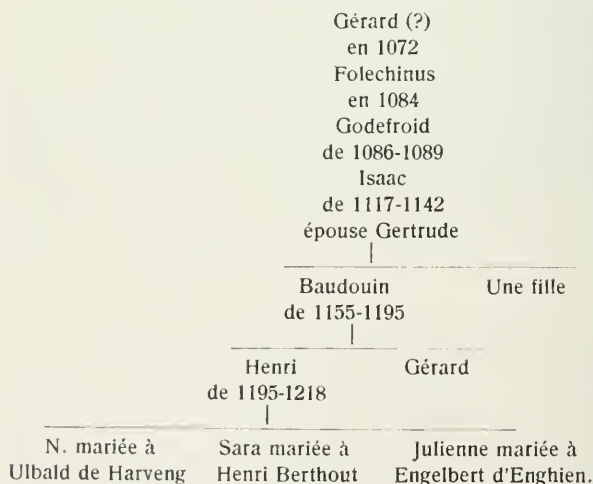 Gérard (?)
en 1072
Folechinus
en 1084
Godefroid
de 1086-1089
Isaac
de 1117-1142
épouse Gertrude
Baudouin Une fille
de 1155-1195
Henri Gérard
de 1195-1218
N. mariée à Sara mariée à Julienne mariée à
Ulbald de Harveng Henri Berthout Engelbert d'Enghien.